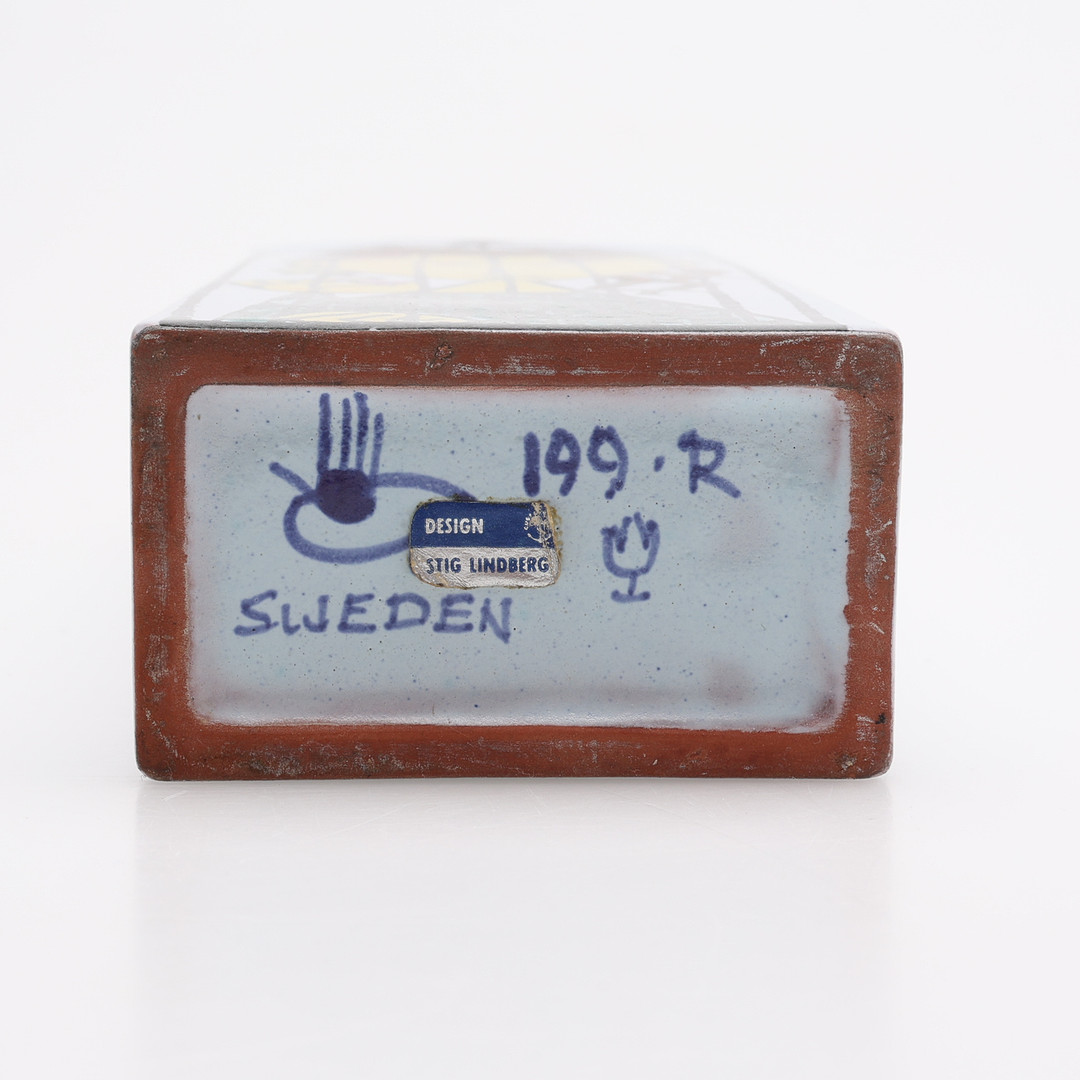 199·R
DESIGN
STIG LINDBERG
SWEDEN